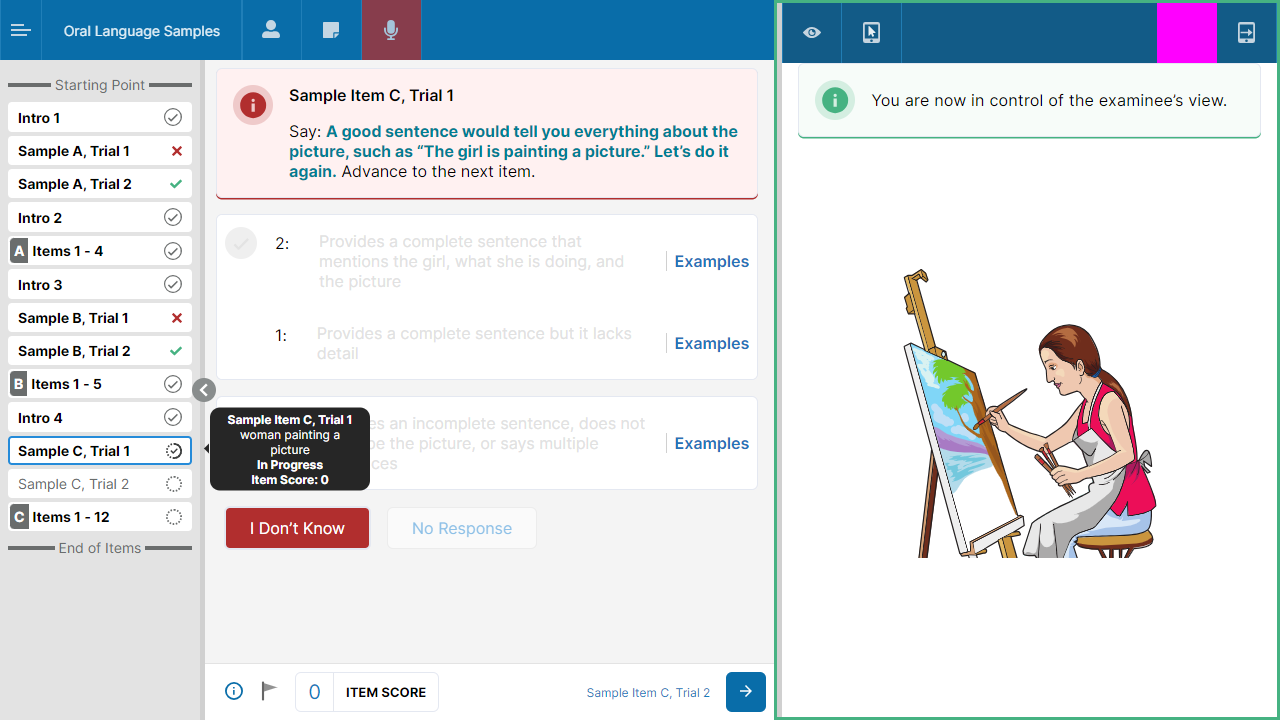 Oral Language Samples
Starting Point
Intro 1
Sample A, Trial 1
Sample A, Trial 2
Intro 2
A Items 1 - 4
Intro 3
Sample B, Trial 1
Sample B, Trial 2
B Items 1 - 5
Intro 4
Sample C, Trial 1
Sample C, Trial 2
C Items 1 - 12
End of Items
Sample Item C, Trial 1
Say: A good sentence would tell you everything about the
picture, such as “The girl is painting a picture.” Let’s do it
again. Advance to the next item.
2:
Provides a complete sentence that
mentions the girl, what she is doing, and
the picture
Examples
1:
Provides a complete sentence but it lacks
detail
Examples
Sample Item C, Trial 1
woman painting a
picture
In Progress
Item Score: 0
an incomplete sentence, does not
the picture, or says multiple
Examples
I Don’t Know
No Response
0 ITEM SCORE
Sample Item C, Trial 2
You are now in control of the examinee’s view.